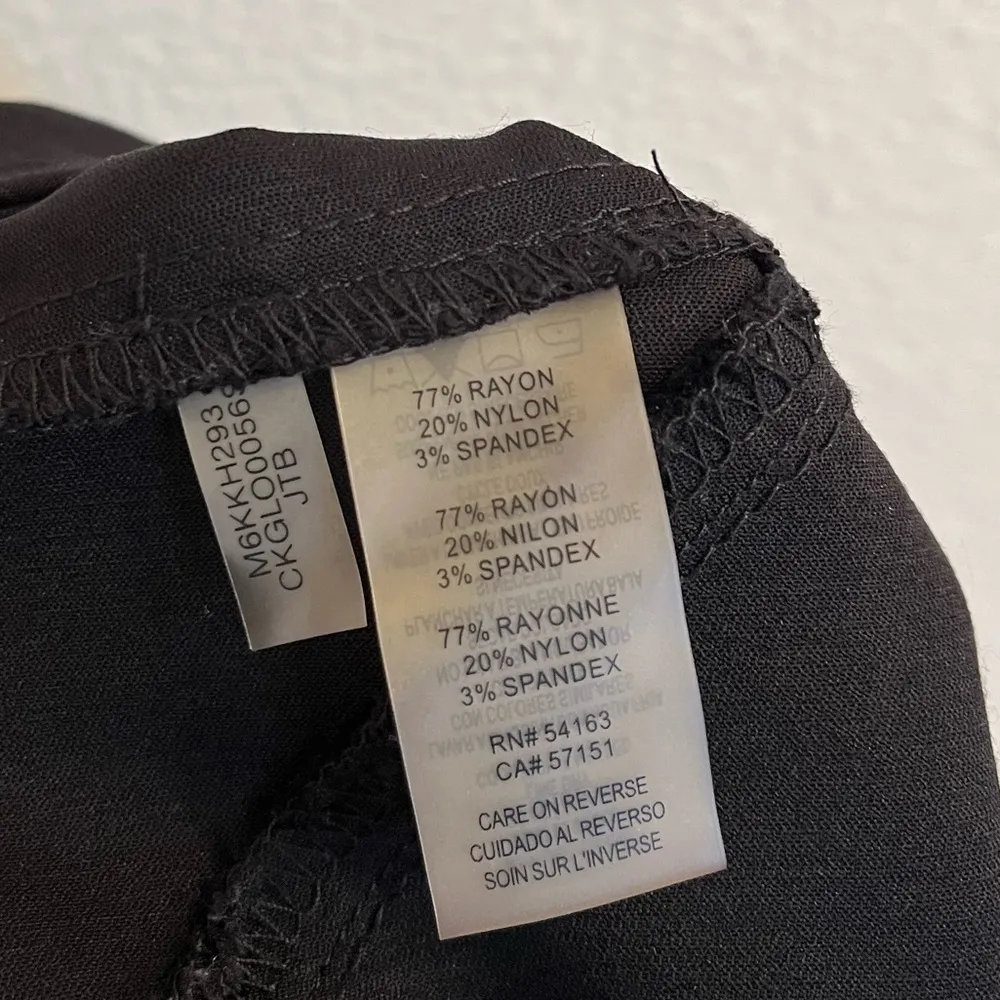 M6KKH293
CKGLO00569
JTB
77% RAYON
20% NYLON
3% SPANDEX
77% RAYÓN
20% NILON
3% SPANDEX
77% RAYONNE
20% NYLON
3% SPANDEX
RN# 54163
CA# 57151
CARE ON REVERSE
CUIDADO AL REVERSO
SOIN SUR L'INVERSE